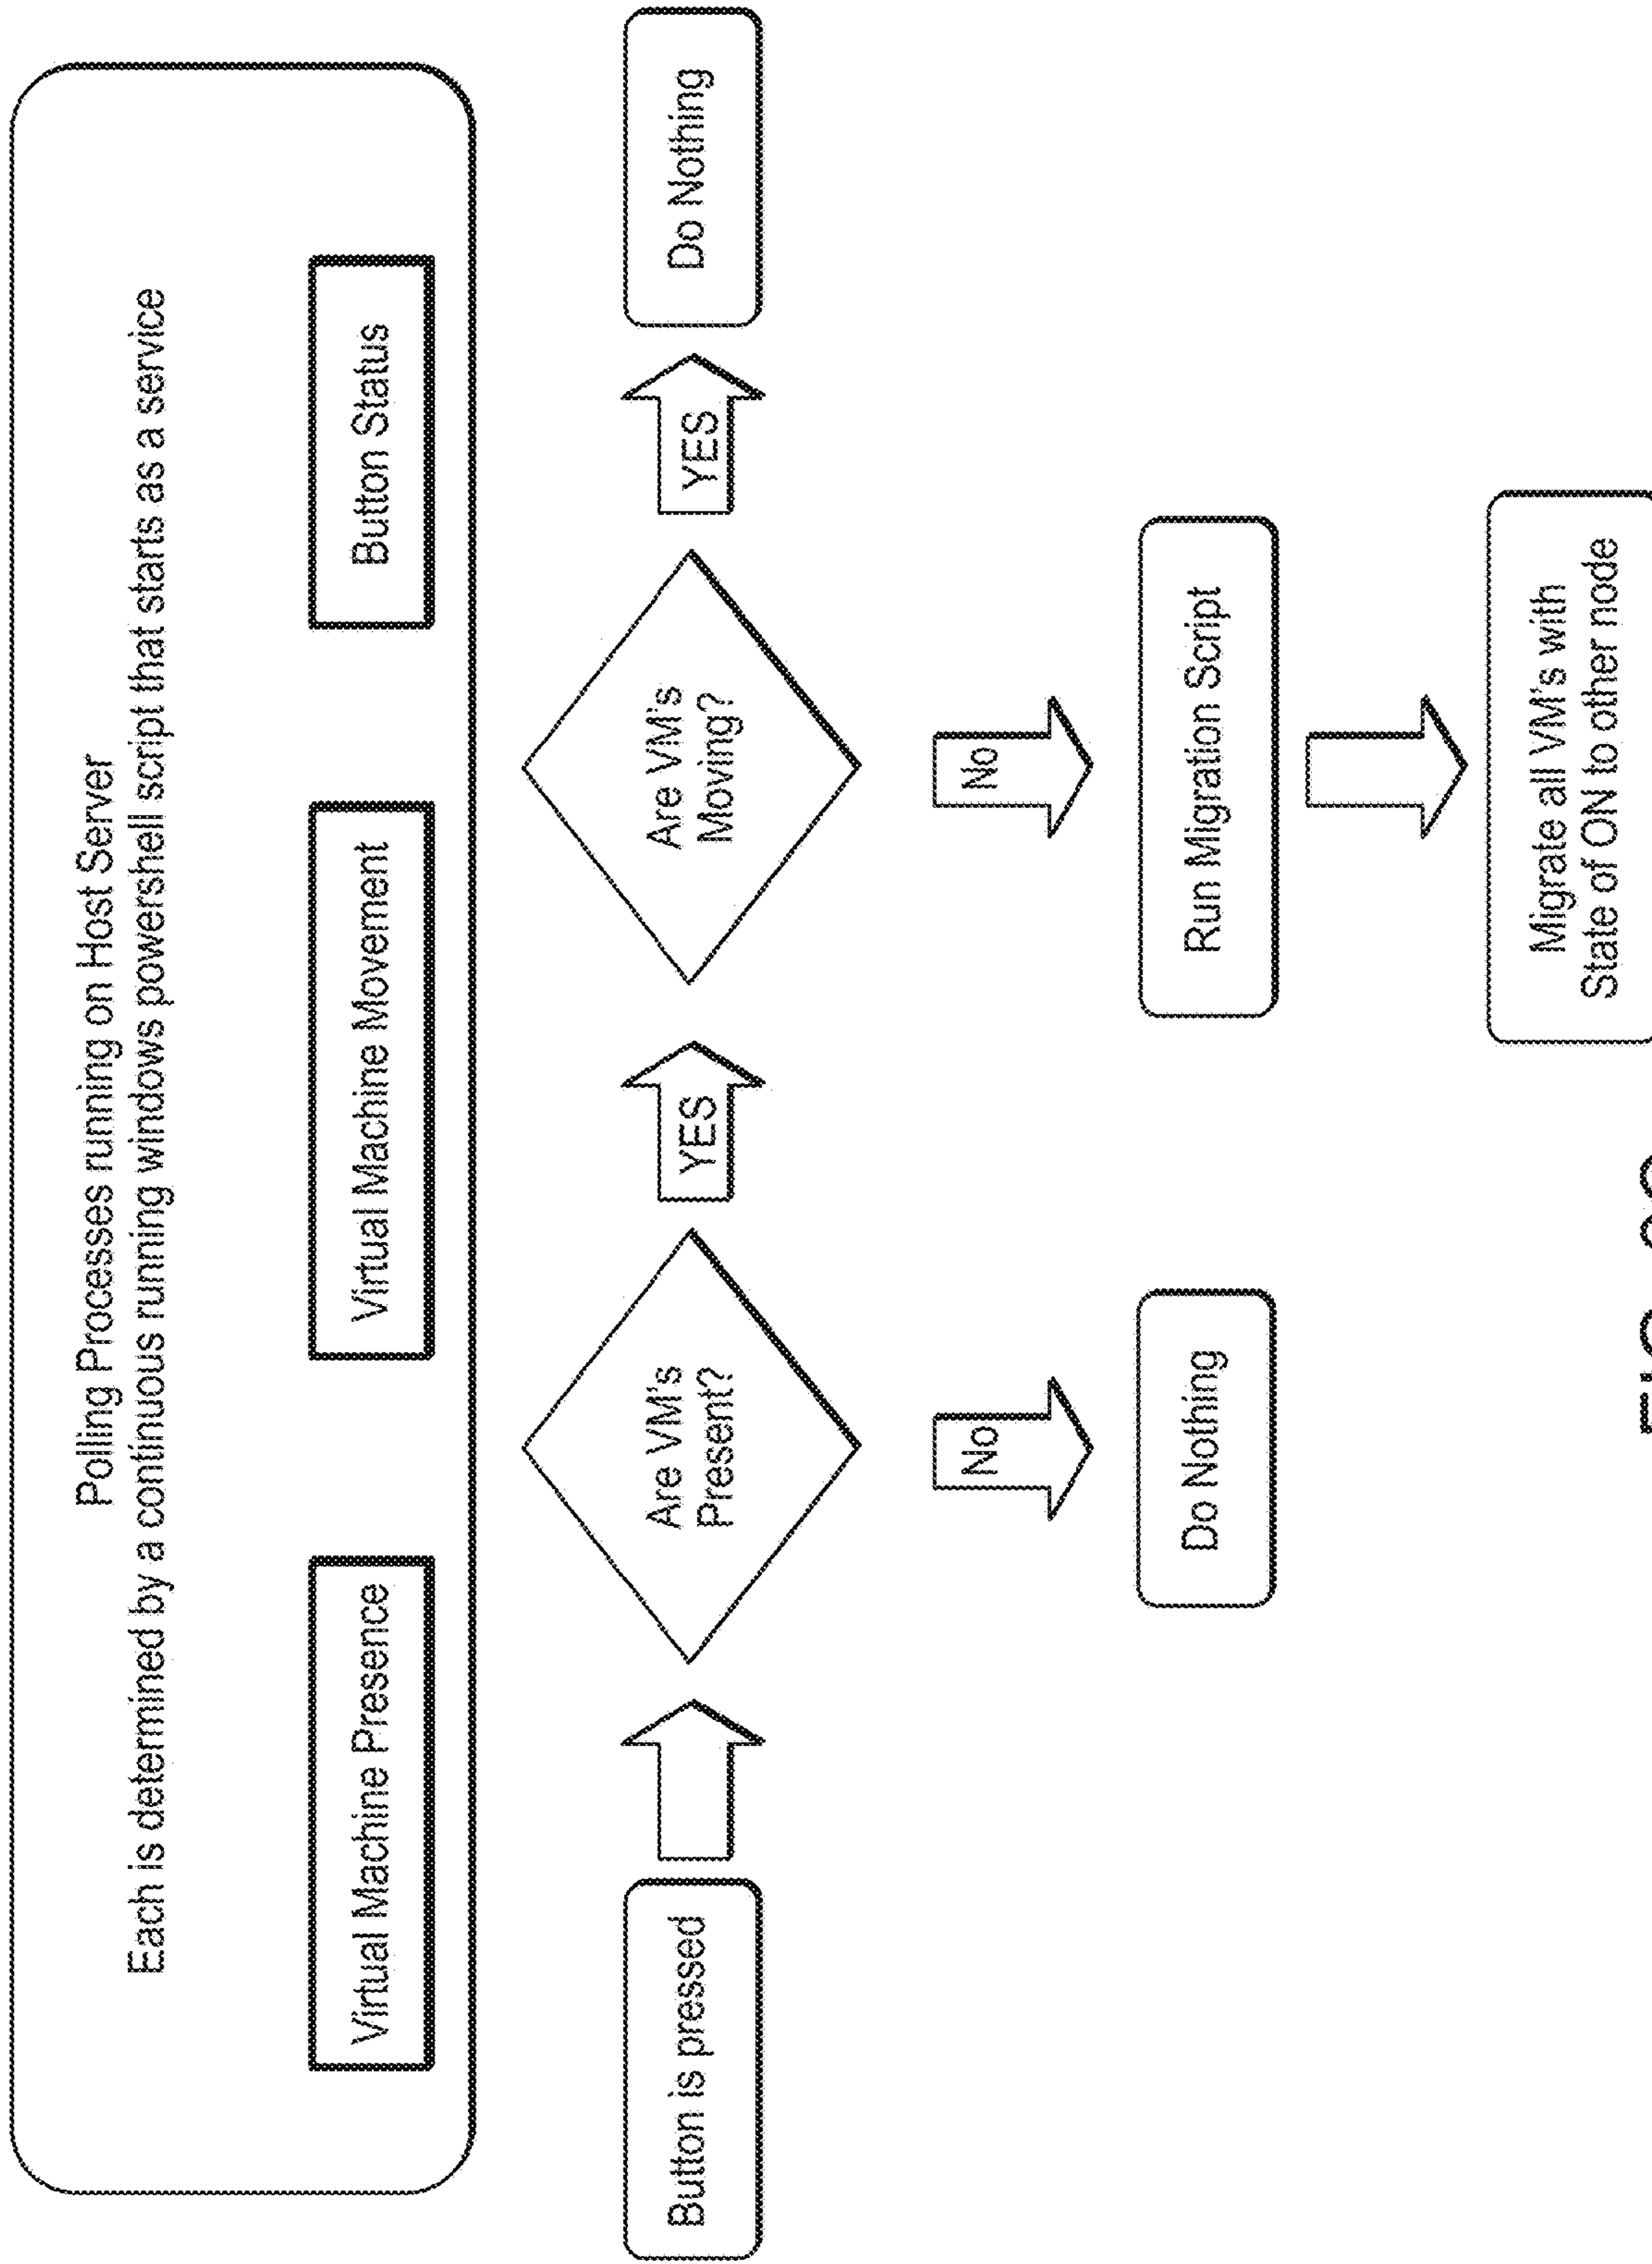 Polling Processes running on Host Server
Each is determined by a continuous running windows powershell script that starts as a service
Virtual Machine Presence
Virtual Machine Movement
Button Status
Button is pressed
Are VM's
Present?
YES
Are VM's
Moving?
YES
Do Nothing
No
No
Do Nothing
Run Migration Script
Migrate all VM's with
State of ON to other node